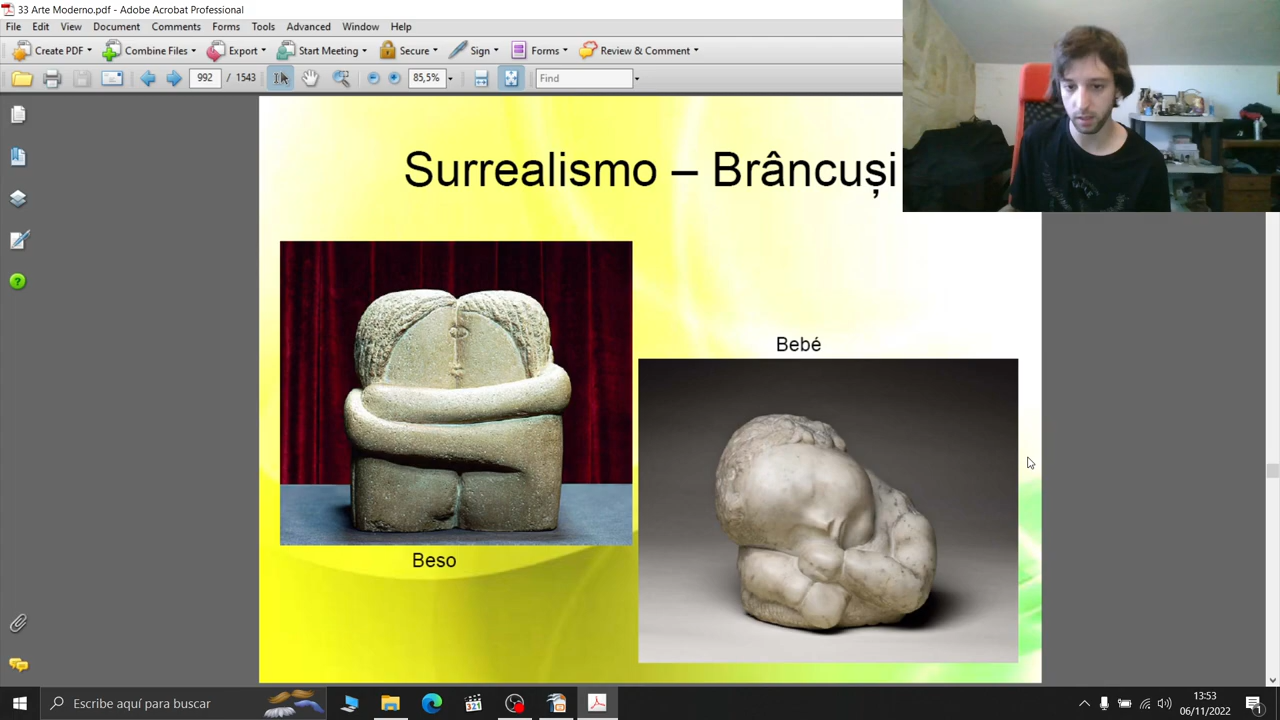 33 Arte Moderno.pdf - Adobe Acrobat Professional
File Edit View Document Comments Forms Tools Advanced Window Help
Create PDF Combine Files Export Start Meeting Secure Sign Forms Review & Comment
992 / 1543 85,5% Find
Surrealismo – Brâncuși
Bebé
Beso
Escribe aquí para buscar
321
13:53
06/11/2022
1